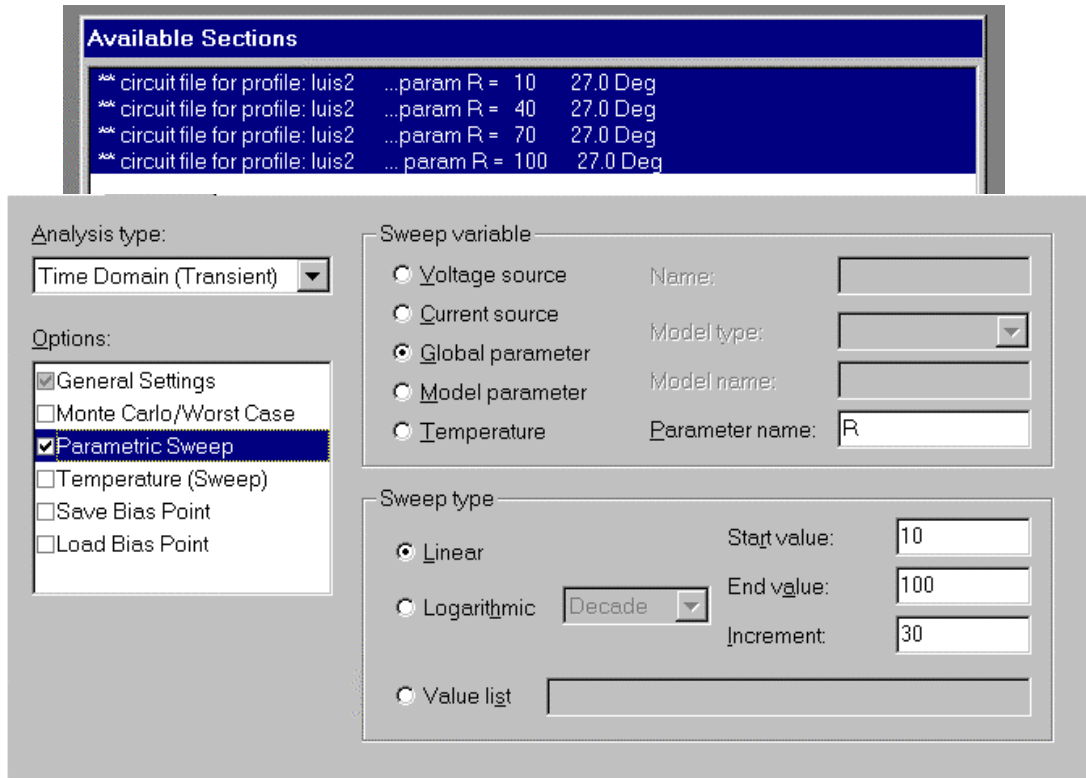 Available Sections
** circuit file for profile: luis2 ...param R = 10 27.0 Deg
** circuit file for profile: luis2 ...param R = 40 27.0 Deg
** circuit file for profile: luis2 ...param R = 70 27.0 Deg
** circuit file for profile: luis2 ... param R = 100 27.0 Deg
Analysis type:
Time Domain (Transient)
Options:
General Settings
Monte Carlo/Worst Case
Parametric Sweep
Temperature (Sweep)
Save Bias Point
Load Bias Point
Sweep variable
Voltage source
Current source
Global parameter
Model parameter
Temperature
Name:
Model type:
Model name:
Parameter name: R
Sweep type
Linear
Logarithmic Decade
Value list
Start value: 10
End value: 100
Increment: 30